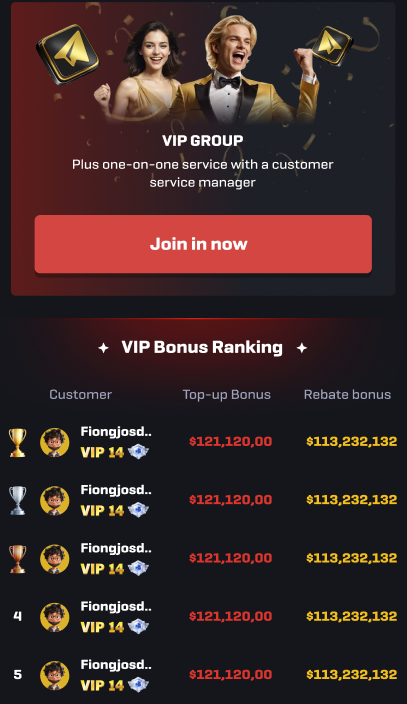 VIP GROUP
Plus one-on-one service with a customer
service manager
Join in now
VIP Bonus Ranking
Customer Top-up Bonus Rebate bonus
Fiongjosd.. $121,120,00 $113,232,132
VIP 14
Fiongjosd.. $121,120,00 $113,232,132
VIP 14
Fiongjosd.. $121,120,00 $113,232,132
VIP 14
4 Fiongjosd.. $121,120,00 $113,232,132
VIP 14
5 Fiongjosd.. $121,120,00 $113,232,132
VIP 14